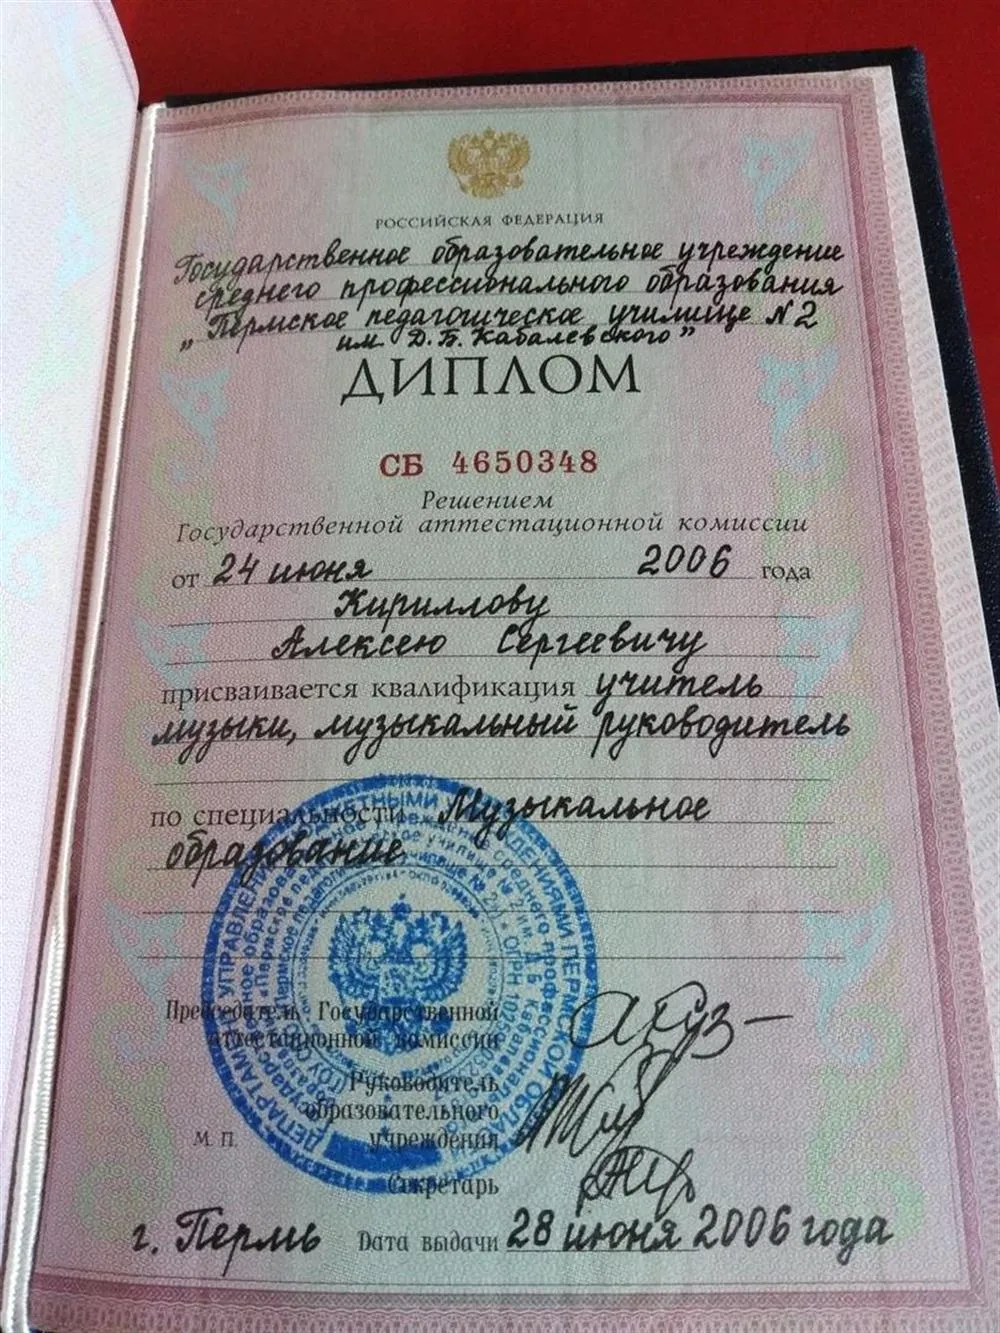 РОССИЙСКАЯ ФЕДЕРАЦИЯ
Государственное образовательное учреждение
среднего профессионального образования
„Пермское педагогическое училище №2
им. Д.Б. Кабалевского"
ДИПЛОМ
СБ 4650348
Решением
Государственной аттестационной комиссии
от 24 июня 2006 года
Кириллову
Алексею Сергеевичу
присваивается квалификация учитель
музыки, музыкальный руководитель
по специальности Музыкальное
образование
Председатель Государственной
аттестационной комиссии
Руководитель
образовательного
учреждения
М. П.
Секретарь
г. Пермь Дата выдачи 28 июня 2006 года